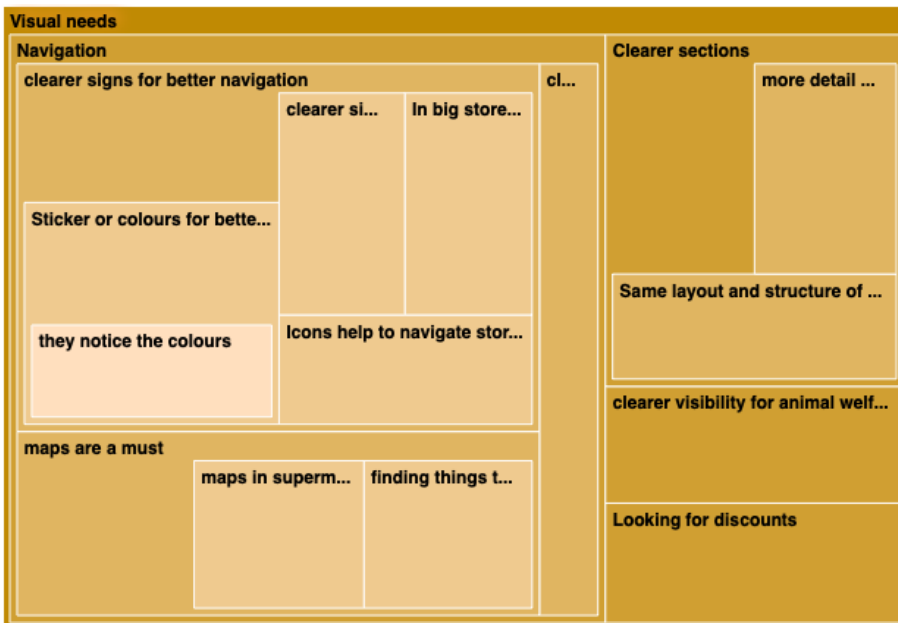 Visual needs
Navigation
clearer signs for better navigation
cl...
clearer si...
In big store...
Sticker or colours for bette...
they notice the colours
Icons help to navigate stor...
maps are a must
maps in superm...
finding things t...
Clearer sections
more detail ...
Same layout and structure of ...
clearer visibility for animal welf...
Looking for discounts